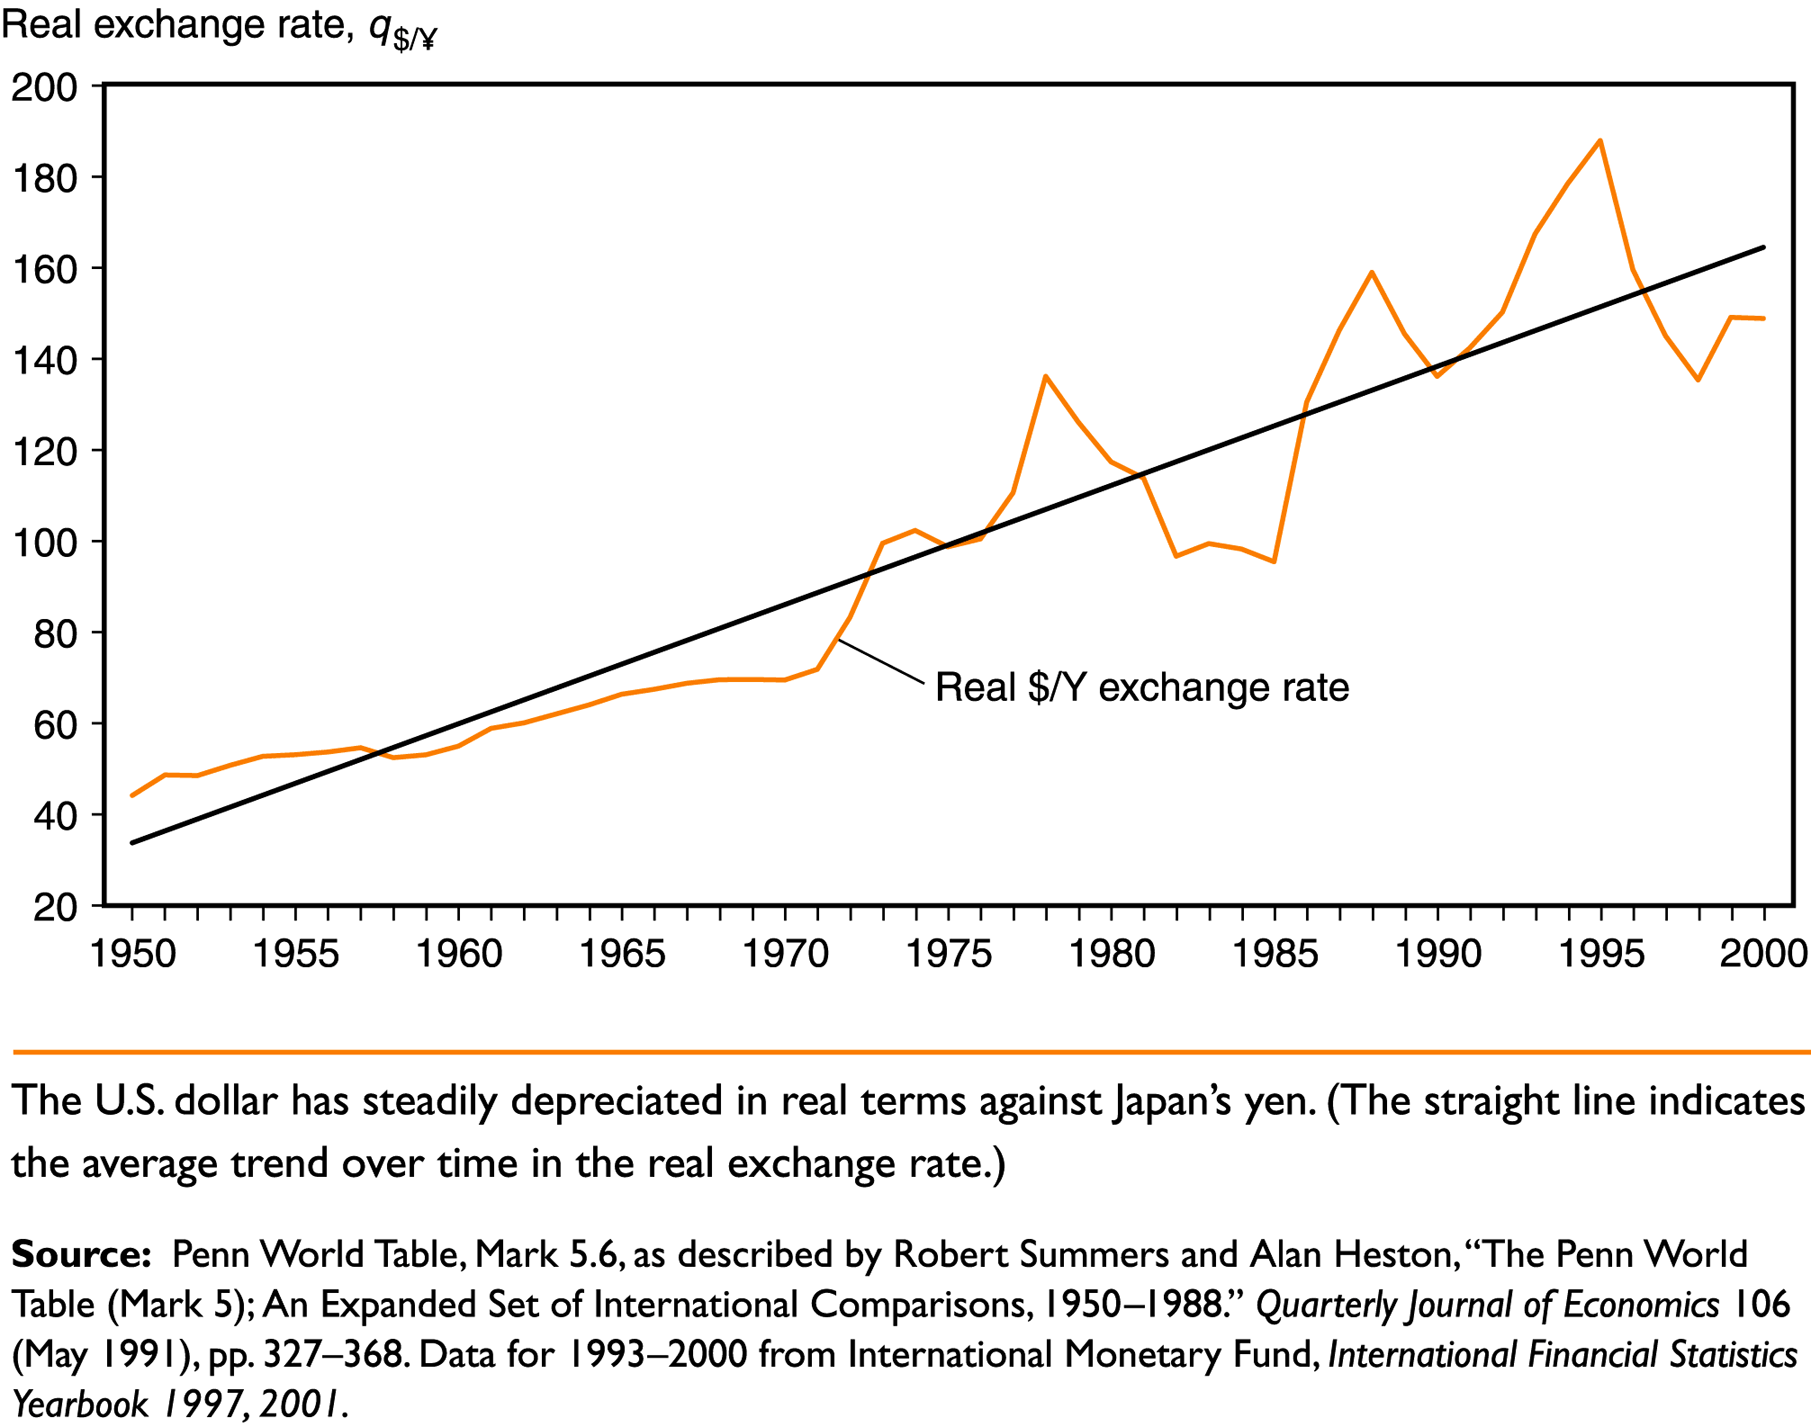 Real exchange rate, q$/¥
200
180
160
140
120
100
80
60
40
20
Real $/Y exchange rate
1950 1955 1960 1965 1970 1975 1980 1985 1990 1995 2000
The U.S. dollar has steadily depreciated in real terms against Japan’s yen. (The straight line indicates
the average trend over time in the real exchange rate.)
Source: Penn World Table, Mark 5.6, as described by Robert Summers and Alan Heston, “The Penn World
Table (Mark 5); An Expanded Set of International Comparisons, 1950–1988.” Quarterly Journal of Economics 106
(May 1991), pp. 327–368. Data for 1993–2000 from International Monetary Fund, International Financial Statistics
Yearbook 1997, 2001.